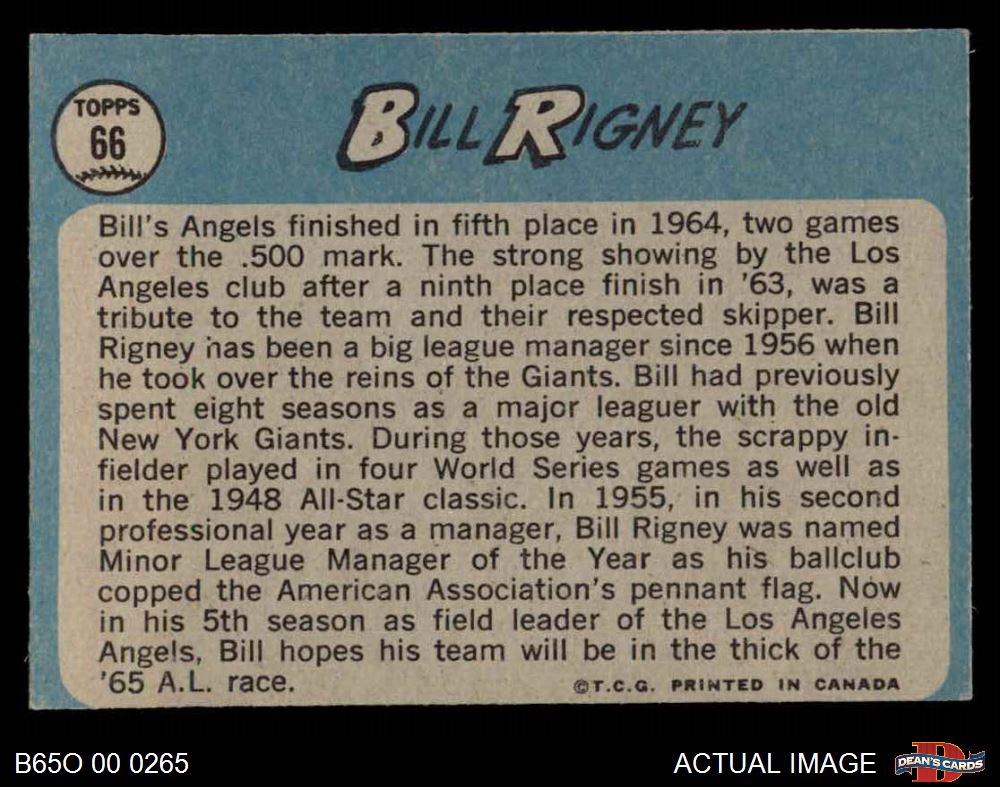 TOPPS
66
BILL RIGNEY
Bill's Angels finished in fifth place in 1964, two games
over the .500 mark. The strong showing by the Los
Angeles club after a ninth place finish in '63, was a
tribute to the team and their respected skipper. Bill
Rigney has been a big league manager since 1956 when
he took over the reins of the Giants. Bill had previously
spent eight seasons as a major leaguer with the old
New York Giants. During those years, the scrappy in-
fielder played in four World Series games as well as
in the 1948 All-Star classic. In 1955, in his second
professional year as a manager, Bill Rigney was named
Minor League Manager of the Year as his ballclub
copped the American Association's pennant flag. Now
in his 5th season as field leader of the Los Angeles
Angels, Bill hopes his team will be in the thick of the
'65 A.L. race.
©T.C.G. PRINTED IN CANADA
B65O 00 0265
ACTUAL IMAGE
DEAN'S CARDS